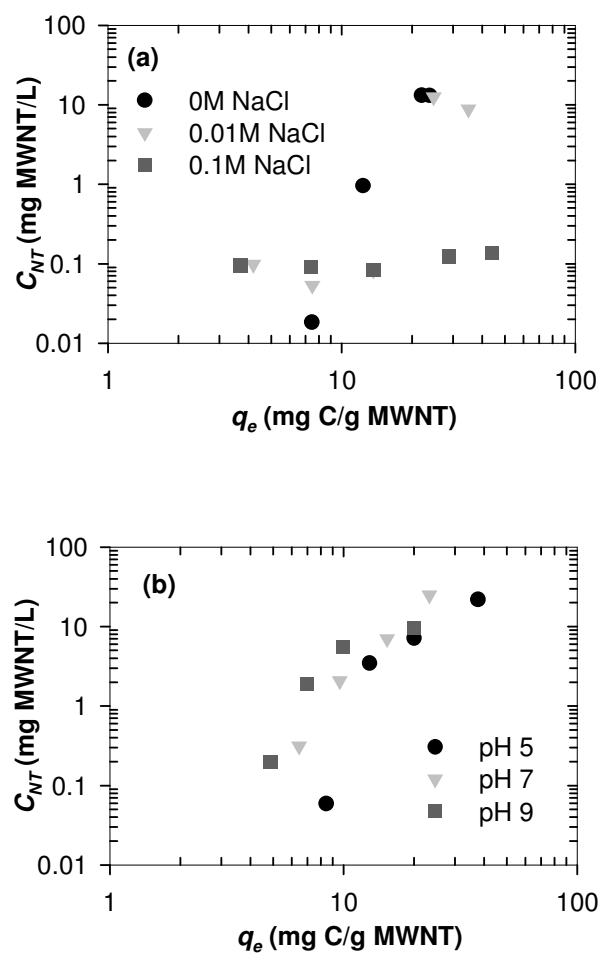 100
(a)
0M NaCl
10
0.01M NaCl
0.1M NaCl
1
0.1
0.01
C_NT (mg MWNT/L)
1 10 100
q_e (mg C/g MWNT)
100
(b)
10
1
pH 5
pH 7
0.1
pH 9
0.01
C_NT (mg MWNT/L)
1 10 100
q_e (mg C/g MWNT)